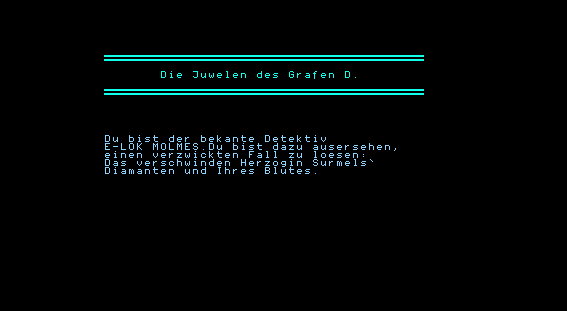 Die Juwelen des Grafen D.
Du bist der bekante Detektiv
E-LOK MOLMES.Du bist dazu ausersehen,
einen verzwickten Fall zu loesen:
Das verschwinden Herzogin Surmels`
Diamanten und Ihres Blutes.